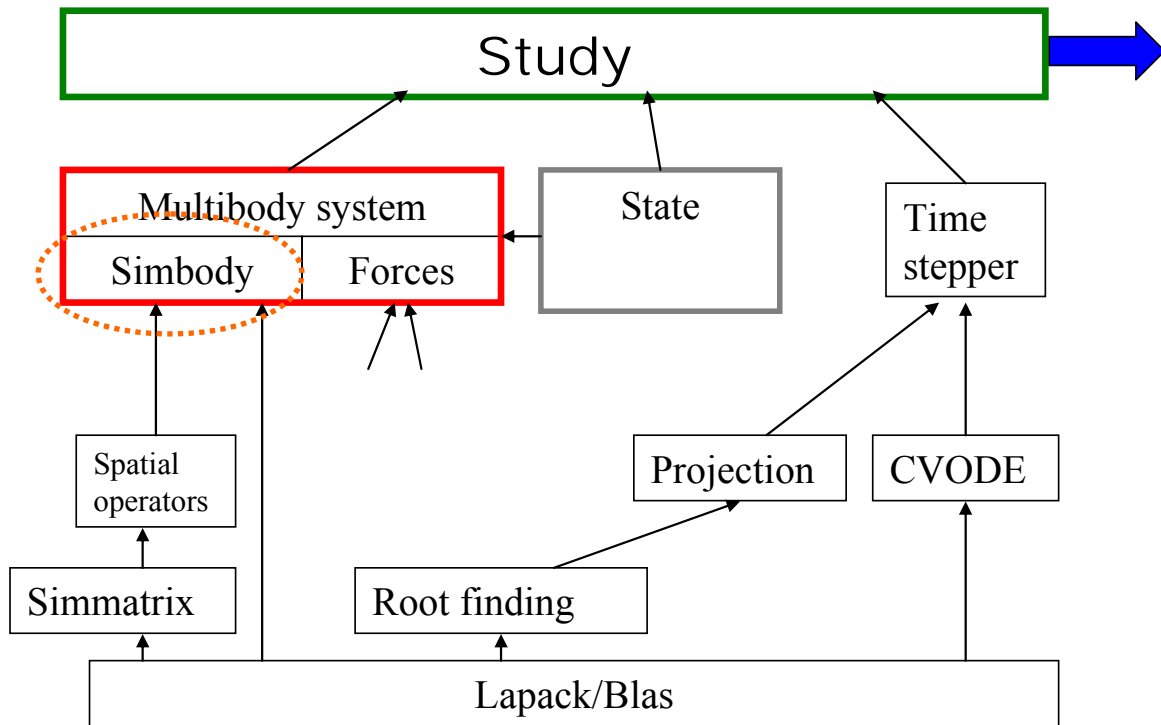 Study
Multibody system
State
Time
stepper
Simbody
Forces
Spatial
operators
Projection
CVODE
Simmatrix
Root finding
Lapack/Blas